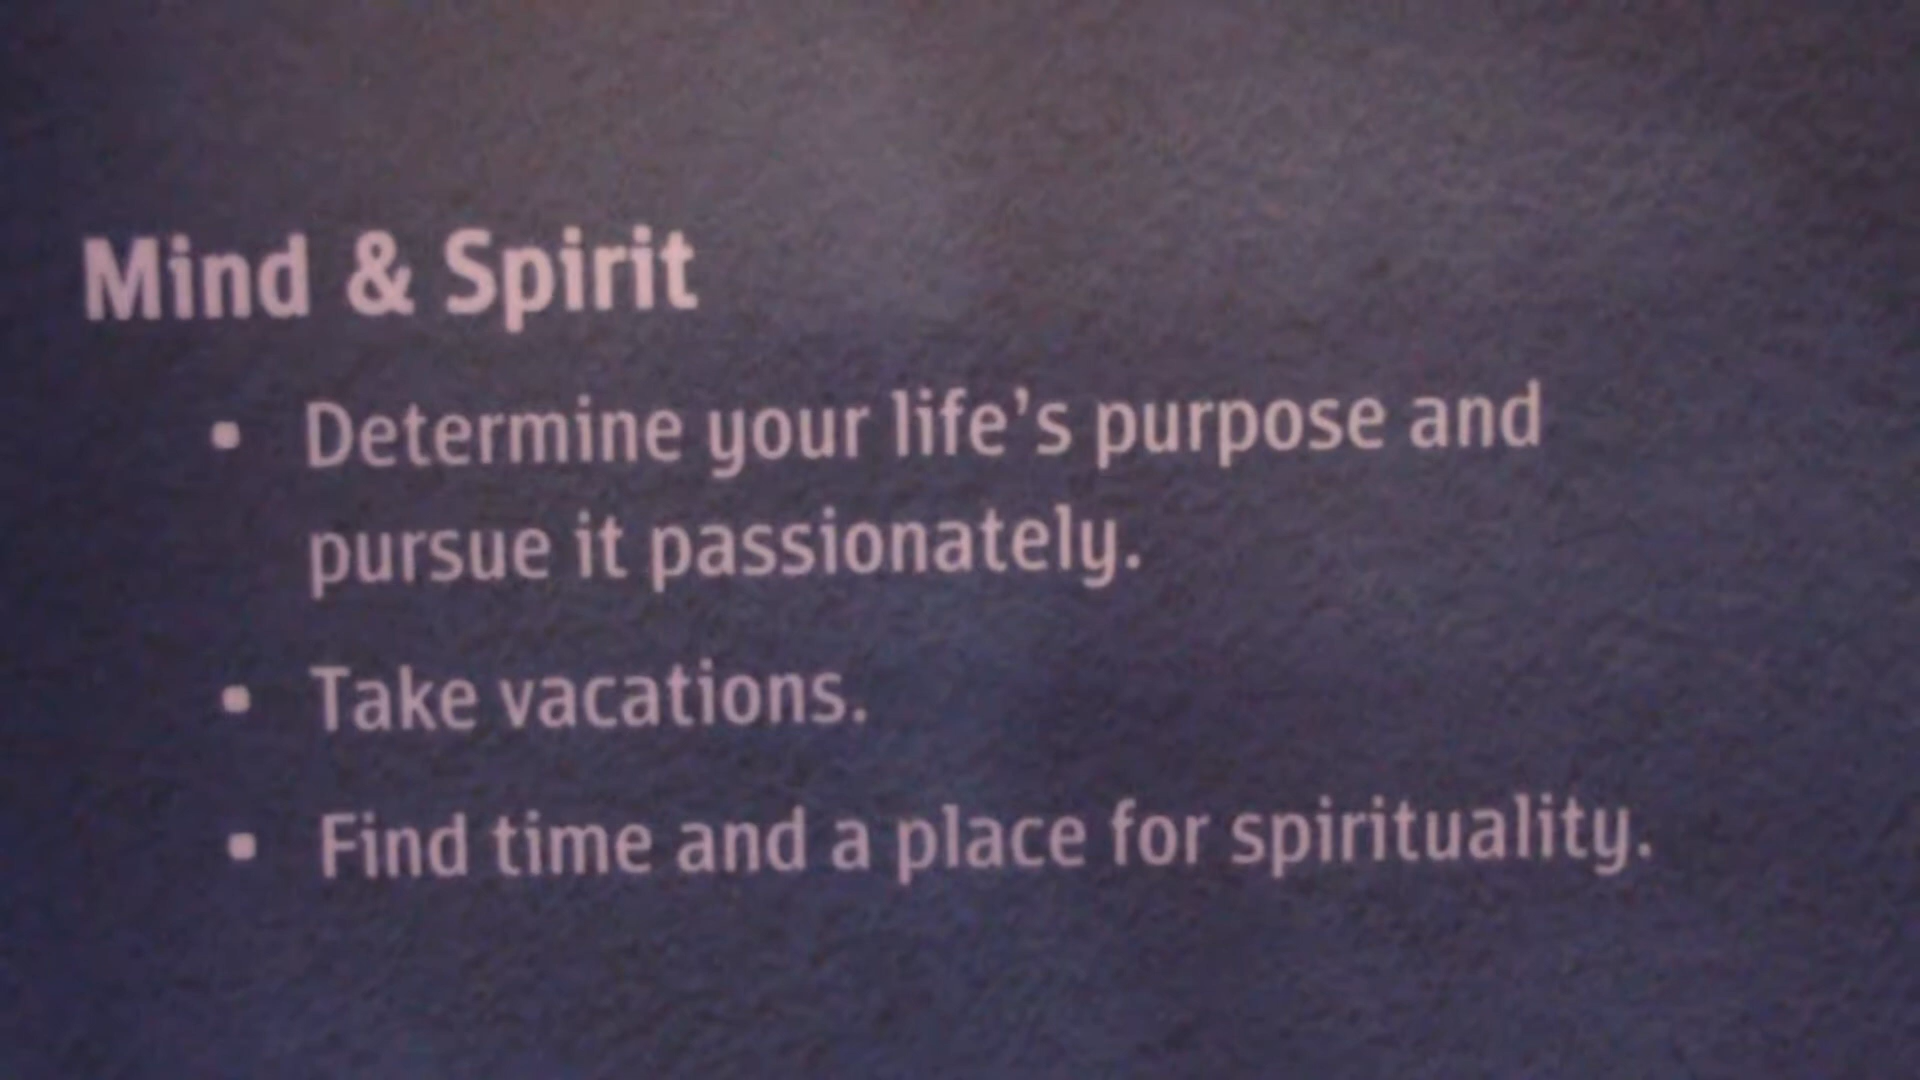 Mind & Spirit
• Determine your life’s purpose and
pursue it passionately.
• Take vacations.
• Find time and a place for spirituality.